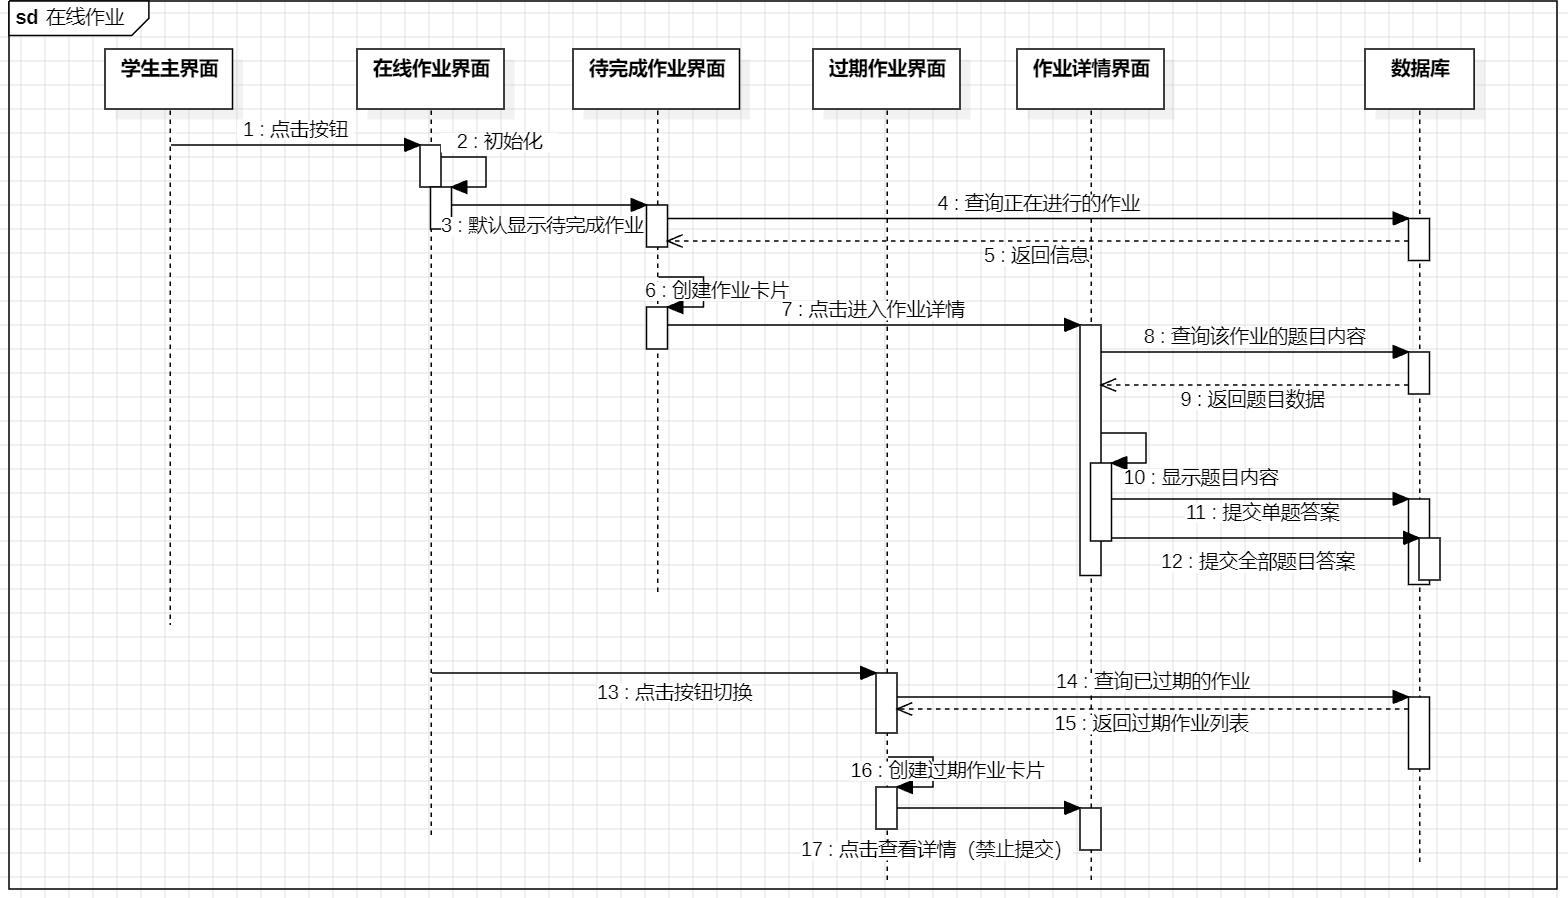 sd 在线作业
学生主界面
在线作业界面
待完成作业界面
过期作业界面
作业详情界面
数据库
1 : 点击按钮
2 : 初始化
3 : 默认显示待完成作业
4 : 查询正在进行的作业
5 : 返回信息
6 : 创建作业卡片
7 : 点击进入作业详情
8 : 查询该作业的题目内容
9 : 返回题目数据
10 : 显示题目内容
11 : 提交单题答案
12 : 提交全部题目答案
13 : 点击按钮切换
14 : 查询已过期的作业
15 : 返回过期作业列表
16 : 创建过期作业卡片
17 : 点击查看详情（禁止提交）